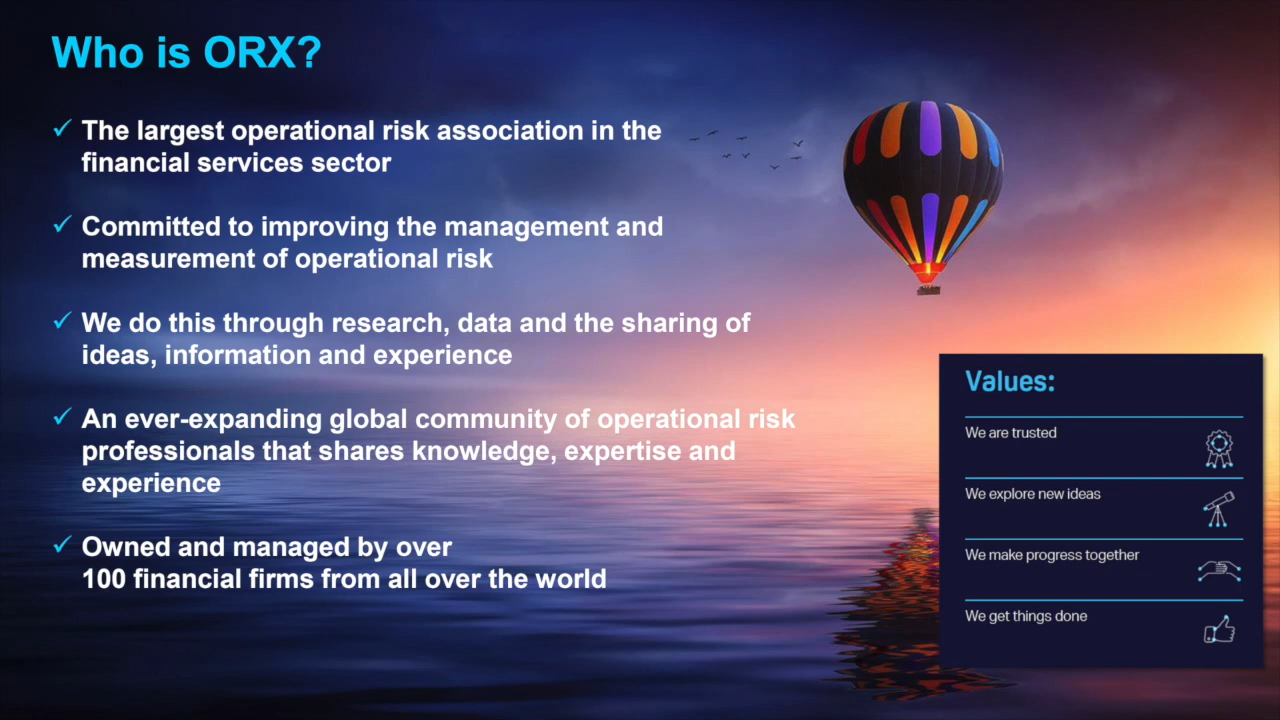 Who is ORX?
The largest operational risk association in the
financial services sector
Committed to improving the management and
measurement of operational risk
We do this through research, data and the sharing of
ideas, information and experience
An ever-expanding global community of operational risk
professionals that shares knowledge, expertise and
experience
Owned and managed by over
100 financial firms from all over the world
Values:
We are trusted
We explore new ideas
We make progress together
We get things done